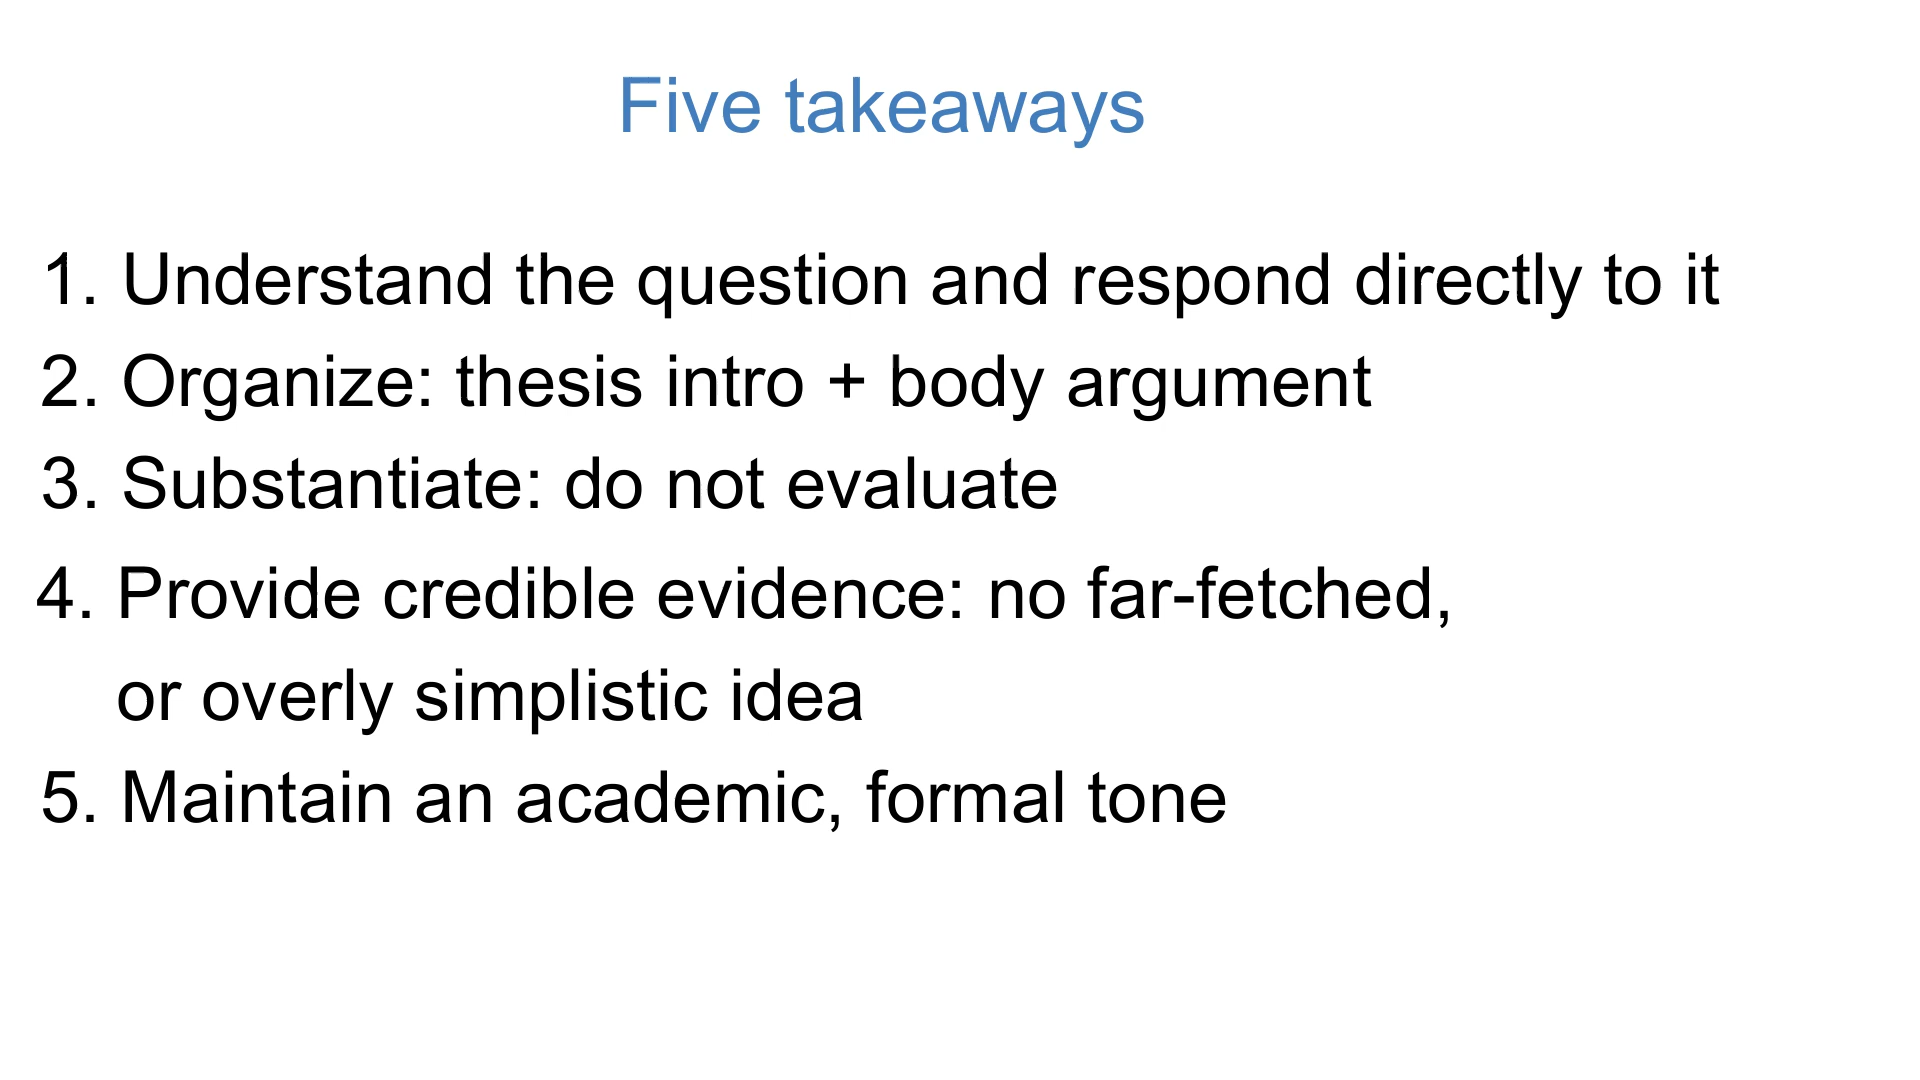 Five takeaways
1. Understand the question and respond directly to it
2. Organize: thesis intro + body argument
3. Substantiate: do not evaluate
4. Provide credible evidence: no far-fetched,
or overly simplistic idea
5. Maintain an academic, formal tone